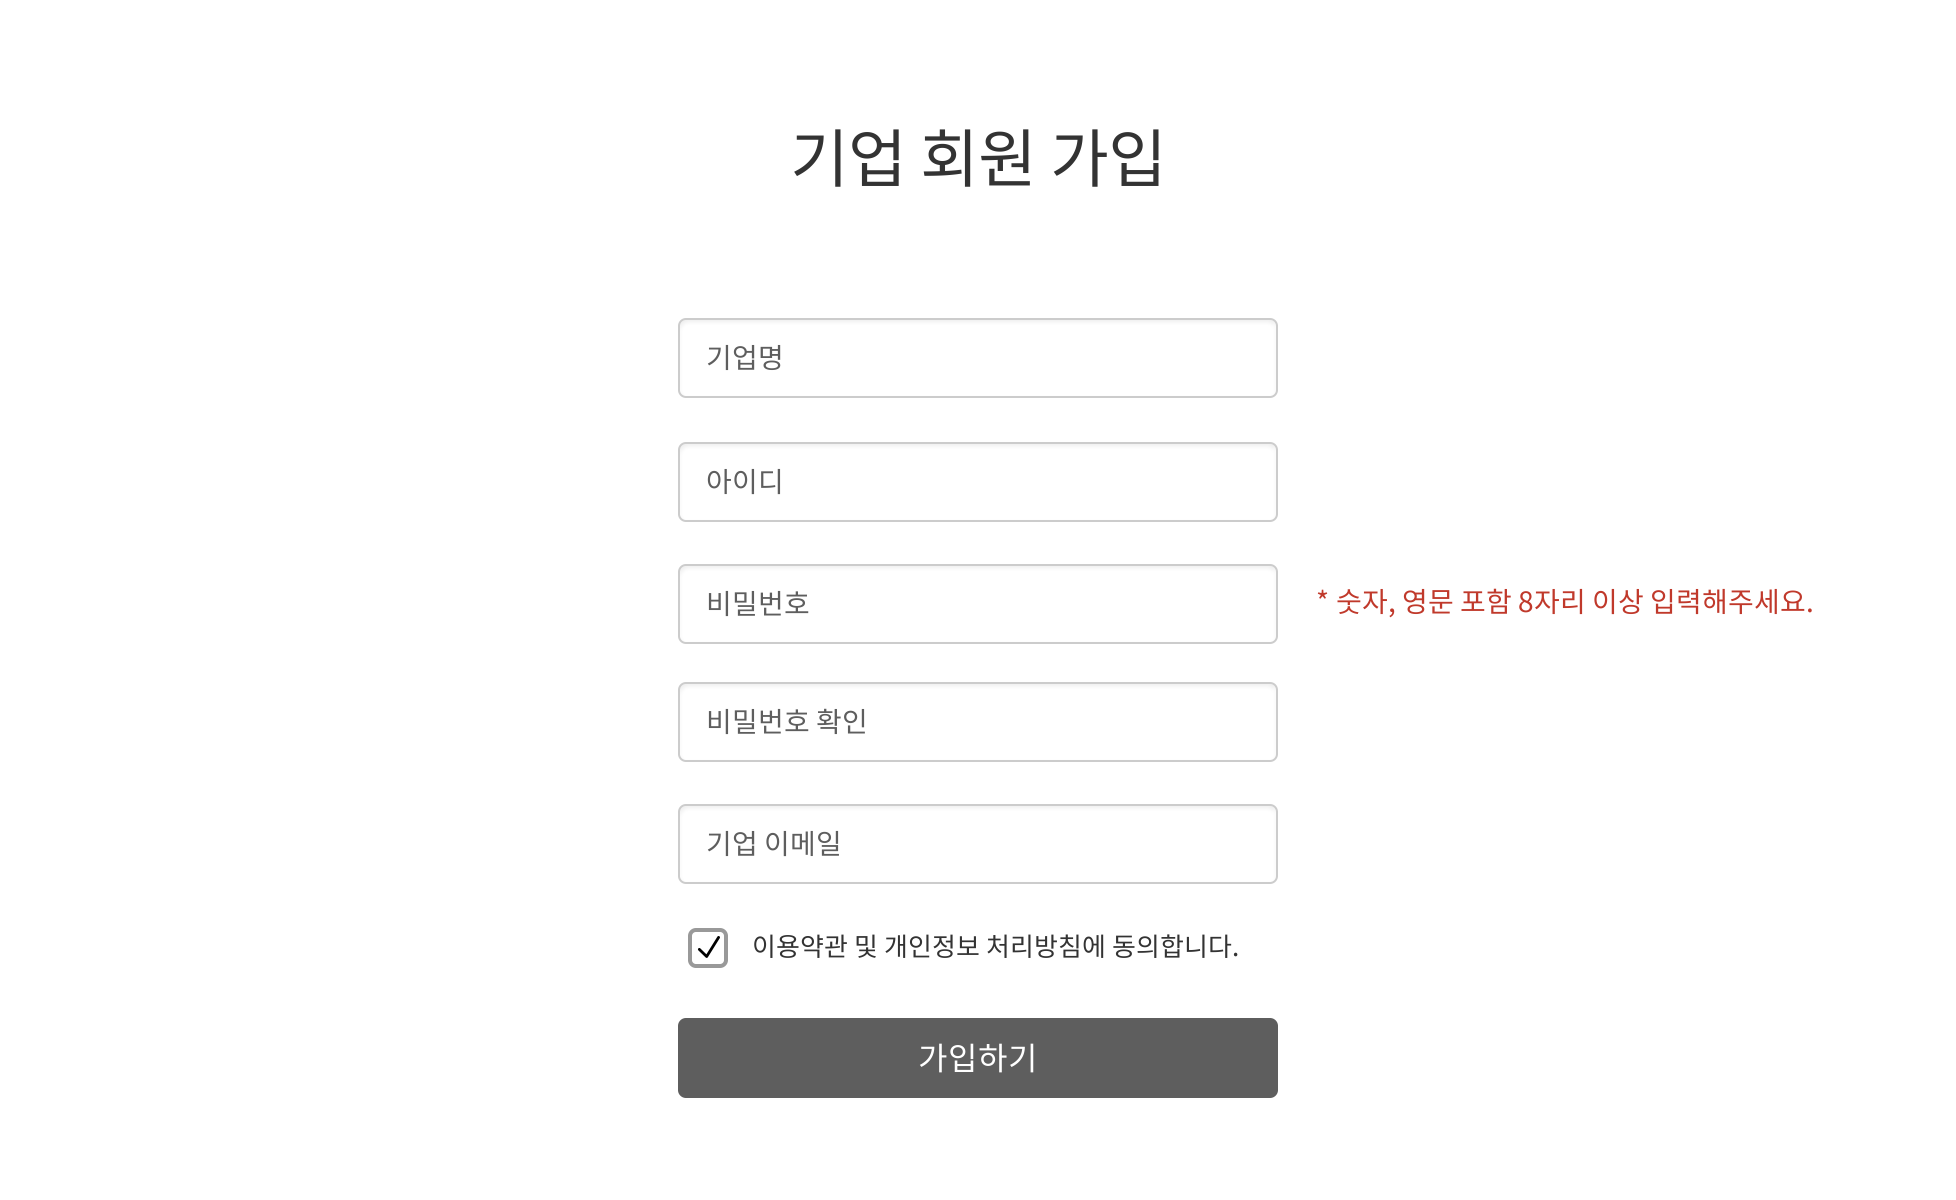 기업 회원 가입
기업명
아이디
비밀번호
* 숫자, 영문 포함 8자리 이상 입력해주세요.
비밀번호 확인
기업 이메일
이용약관 및 개인정보 처리방침에 동의합니다.
가입하기